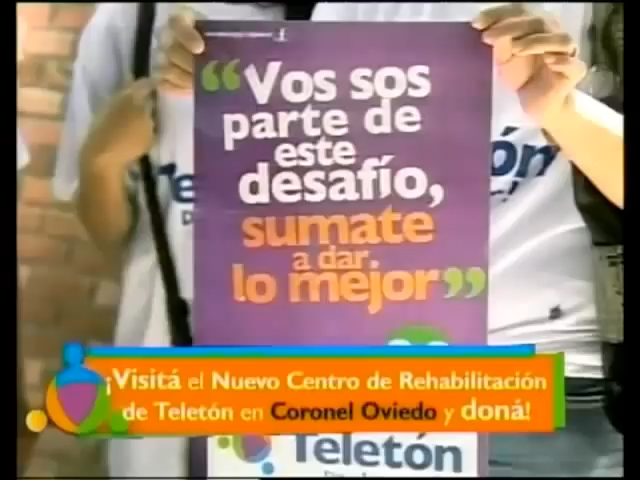 “Vos sos
parte de
este
desafío,
sumate
a dar
lo mejor”
¡Visitá el Nuevo Centro de Rehabilitación
de Teletón en Coronel Oviedo y doná!
Teletón